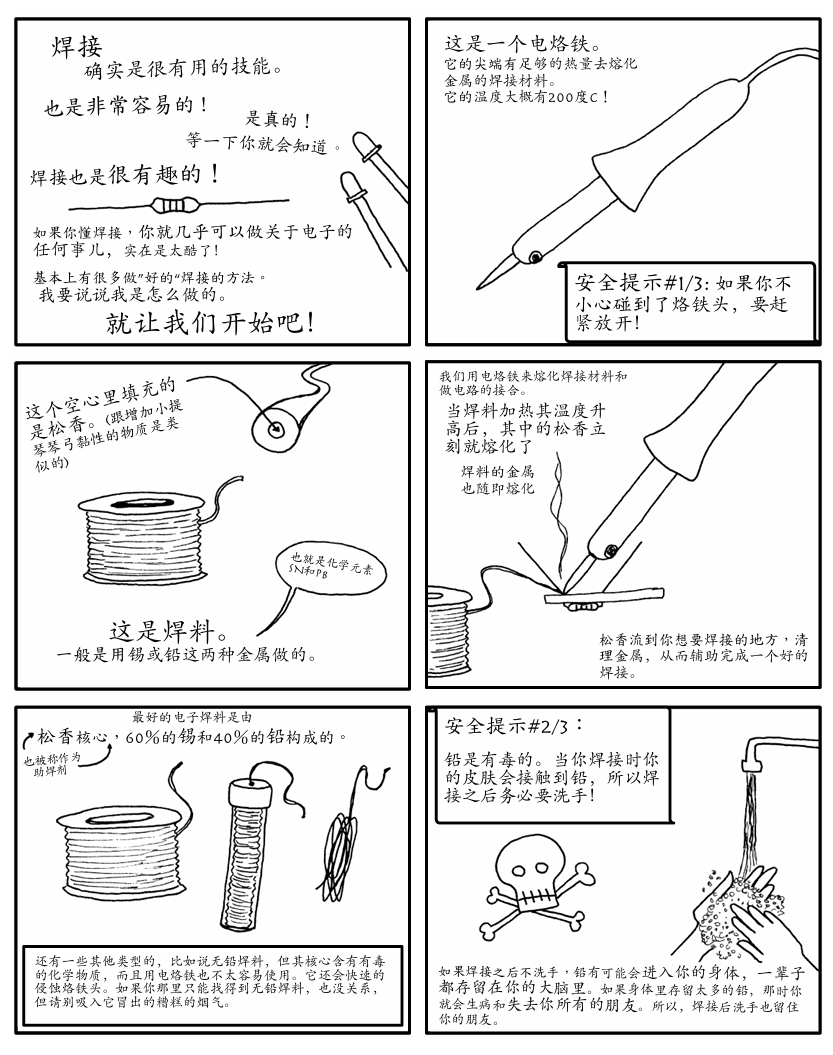 焊接
确实是很有用的技能。
也是非常容易的！
是真的！
等一下你就会知道。
焊接也是很有趣的！
如果你懂焊接，你就几乎可以做关于电子的
任何事儿，实在是太酷了！
基本上有很多做"好的"焊接的方法。
我要说说我是怎么做的。
就让我们开始吧！
这是一个电烙铁。
它的尖端有足够的热量去熔化
金属的焊接材料。
它的温度大概有200度C！
安全提示#1/3: 如果你不
小心碰到了烙铁头，要赶
紧放开！
这个空心里填充的
是松香。(跟增加小提
琴琴弓黏性的物质是类
似的)
也就是化学元素
SN和PB
这是焊料。
一般是用锡或铅这两种金属做的。
我们用电烙铁来熔化焊接材料和
做电路的接合。
当焊料加热其温度升
高后，其中的松香立
刻就熔化了
焊料的金属
也随即熔化
松香流到你想要焊接的地方，清
理金属，从而辅助完成一个好的
焊接。
最好的电子焊料是由
松香核心，60%的锡和40%的铅构成的。
也被称作为
助焊剂
还有一些其他类型的，比如说无铅焊料，但其核心含有有毒
的化学物质，而且用电烙铁也不太容易使用。它还会快速的
侵蚀烙铁头。如果你那里只能找得到无铅焊料，也没关系，
但请别吸入它冒出的糟糕的烟气。
安全提示#2/3：
铅是有毒的。当你焊接时你
的皮肤会接触到铅，所以焊
接之后务必要洗手！
如果焊接之后不洗手，铅有可能会进入你的身体，一辈子
都存留在你的大脑里。如果身体里存留太多的铅，那时你
就会生病和失去你所有的朋友。所以，焊接后洗手也留住
你的朋友。